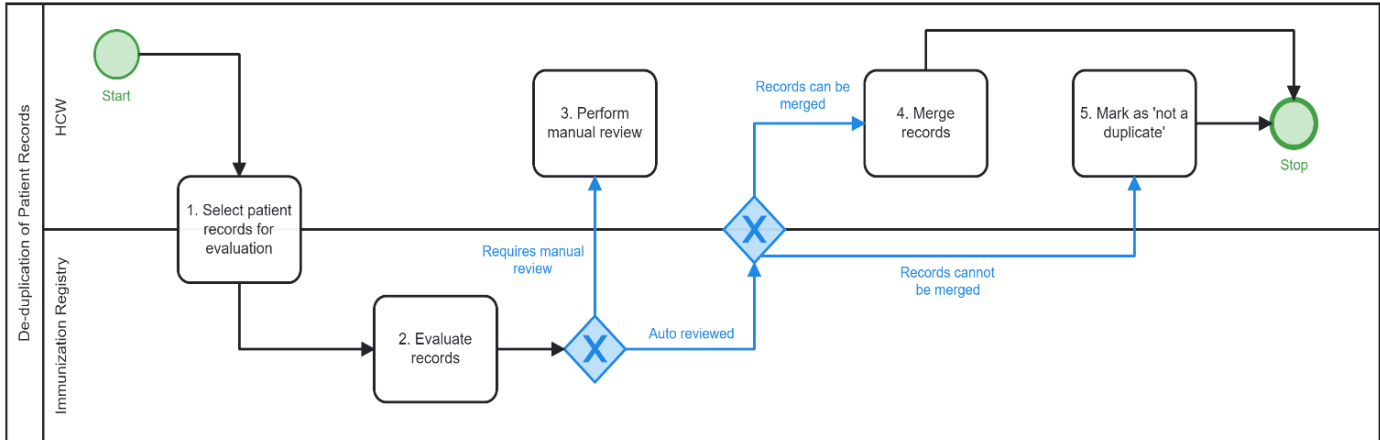 De-duplication of Patient Records
HCW
Immunization Registry
Start
1. Select patient
records for
evaluation
2. Evaluate
records
X
Requires manual
review
3. Perform
manual review
Auto reviewed
X
Records can be
merged
4. Merge
records
Records cannot
be merged
5. Mark as 'not a
duplicate'
Stop